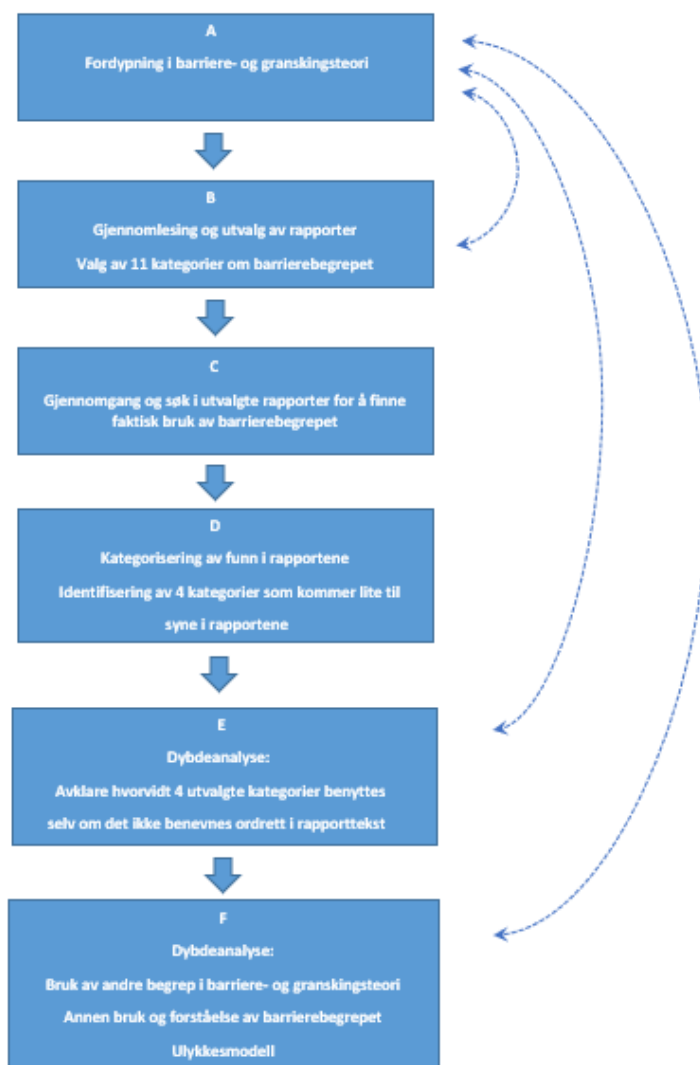 A
Fordypning i barriere- og granskingsteori
B
Gjennomlesing og utvalg av rapporter
Valg av 11 kategorier om barrierebegrepet
C
Gjennomgang og søk i utvalgte rapporter for å finne
faktisk bruk av barrierebegrepet
D
Kategorisering av funn i rapportene
Identifisering av 4 kategorier som kommer lite til
syne i rapportene
E
Dybdeanalyse:
Avklare hvorvidt 4 utvalgte kategorier benyttes
selv om det ikke benevnes ordrett i rapporttekst
F
Dybdeanalyse:
Bruk av andre begrep i barriere- og granskingsteori
Annen bruk og forståelse av barrierebegrepet
Ulykkesmodell